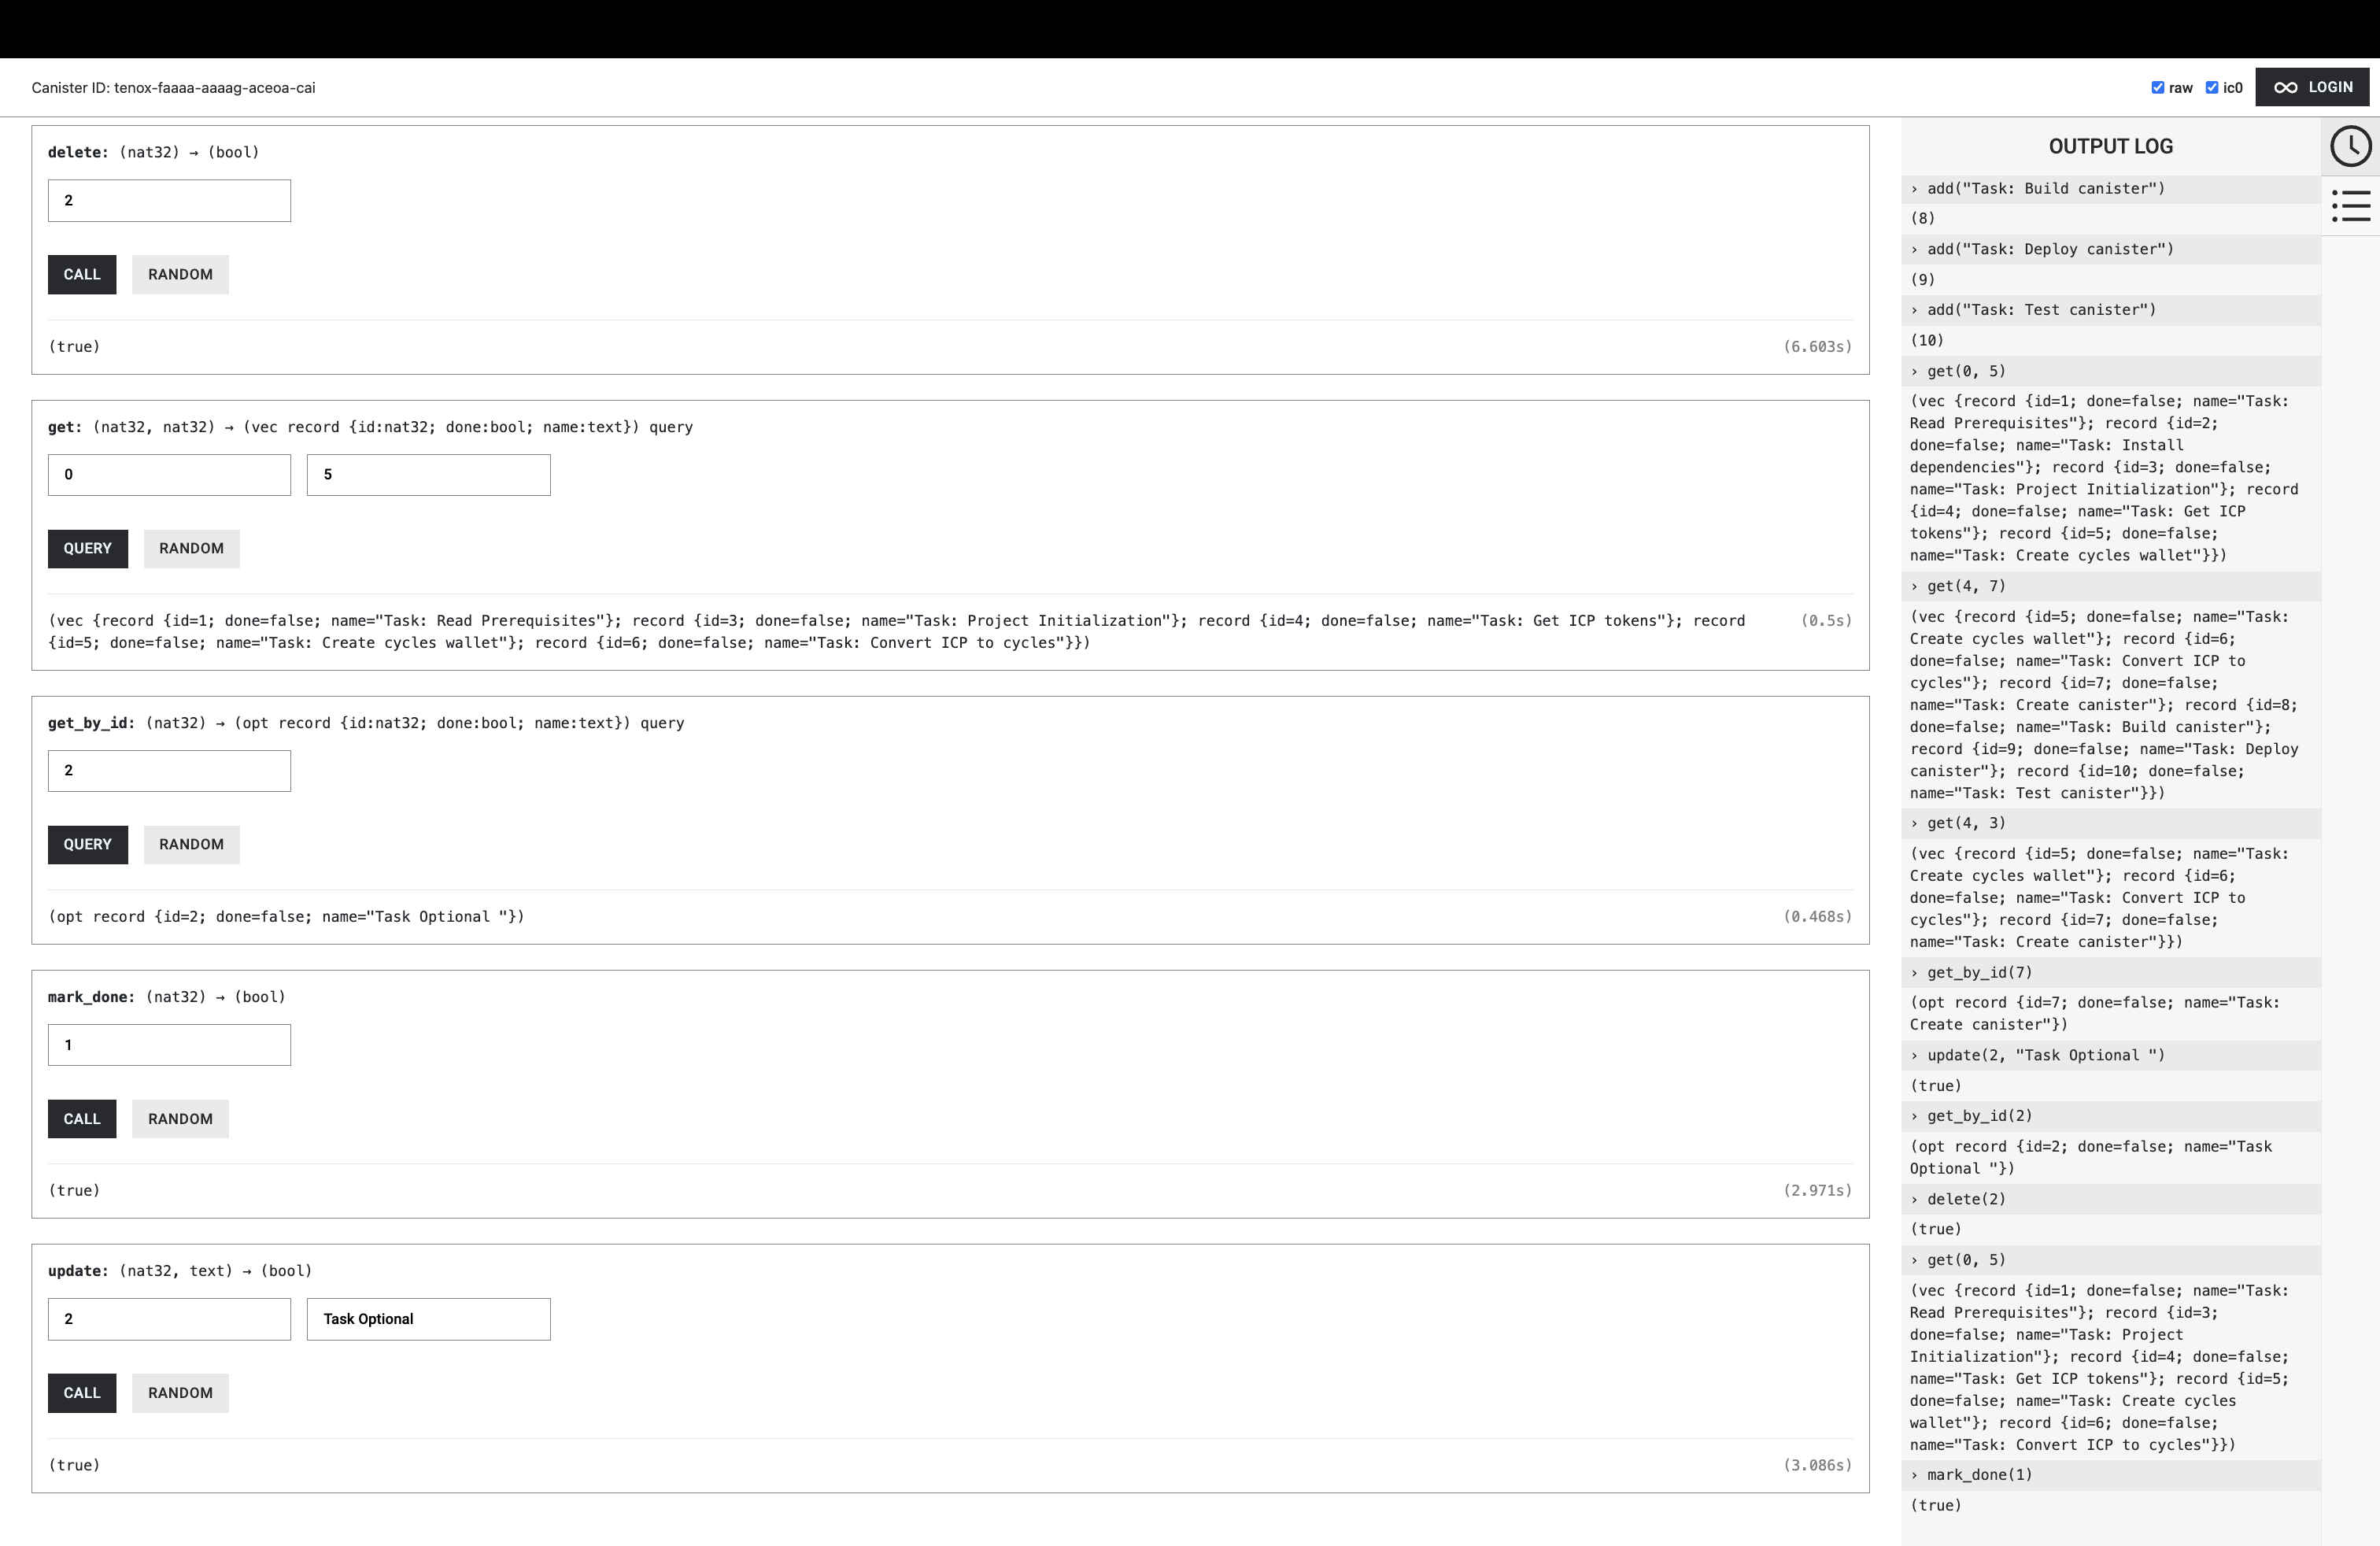 Canister ID: tenox-faaaa-aaaag-aceoa-cai
raw
ic0
LOGIN
delete: (nat32) → (bool)
2
CALL
RANDOM
(true)
(6.603s)
get: (nat32, nat32) → (vec record {id:nat32; done:bool; name:text}) query
0
5
QUERY
RANDOM
(vec {record {id=1; done=false; name="Task: Read Prerequisites"}; record {id=3; done=false; name="Task: Project Initialization"}; record {id=4; done=false; name="Task: Get ICP tokens"}; record
{id=5; done=false; name="Task: Create cycles wallet"}; record {id=6; done=false; name="Task: Convert ICP to cycles"}})
(0.5s)
get_by_id: (nat32) → (opt record {id:nat32; done:bool; name:text}) query
2
QUERY
RANDOM
(opt record {id=2; done=false; name="Task Optional "})
(0.468s)
mark_done: (nat32) → (bool)
1
CALL
RANDOM
(true)
(2.971s)
update: (nat32, text) → (bool)
2
Task Optional
CALL
RANDOM
(true)
(3.086s)
OUTPUT LOG
› add("Task: Build canister")
(8)
› add("Task: Deploy canister")
(9)
› add("Task: Test canister")
(10)
› get(0, 5)
(vec {record {id=1; done=false; name="Task:
Read Prerequisites"}; record {id=2;
done=false; name="Task: Install
dependencies"}; record {id=3; done=false;
name="Task: Project Initialization"}; record
{id=4; done=false; name="Task: Get ICP
tokens"}; record {id=5; done=false;
name="Task: Create cycles wallet"}})
› get(4, 7)
(vec {record {id=5; done=false; name="Task:
Create cycles wallet"}; record {id=6;
done=false; name="Task: Convert ICP to
cycles"}; record {id=7; done=false;
name="Task: Create canister"}; record {id=8;
done=false; name="Task: Build canister"};
record {id=9; done=false; name="Task: Deploy
canister"}; record {id=10; done=false;
name="Task: Test canister"}})
› get(4, 3)
(vec {record {id=5; done=false; name="Task:
Create cycles wallet"}; record {id=6;
done=false; name="Task: Convert ICP to
cycles"}; record {id=7; done=false;
name="Task: Create canister"}})
› get_by_id(7)
(opt record {id=7; done=false; name="Task:
Create canister"})
› update(2, "Task Optional ")
(true)
› get_by_id(2)
(opt record {id=2; done=false; name="Task
Optional "})
› delete(2)
(true)
› get(0, 5)
(vec {record {id=1; done=false; name="Task:
Read Prerequisites"}; record {id=3;
done=false; name="Task: Project
Initialization"}; record {id=4; done=false;
name="Task: Get ICP tokens"}; record {id=5;
done=false; name="Task: Create cycles
wallet"}; record {id=6; done=false;
name="Task: Convert ICP to cycles"}})
› mark_done(1)
(true)